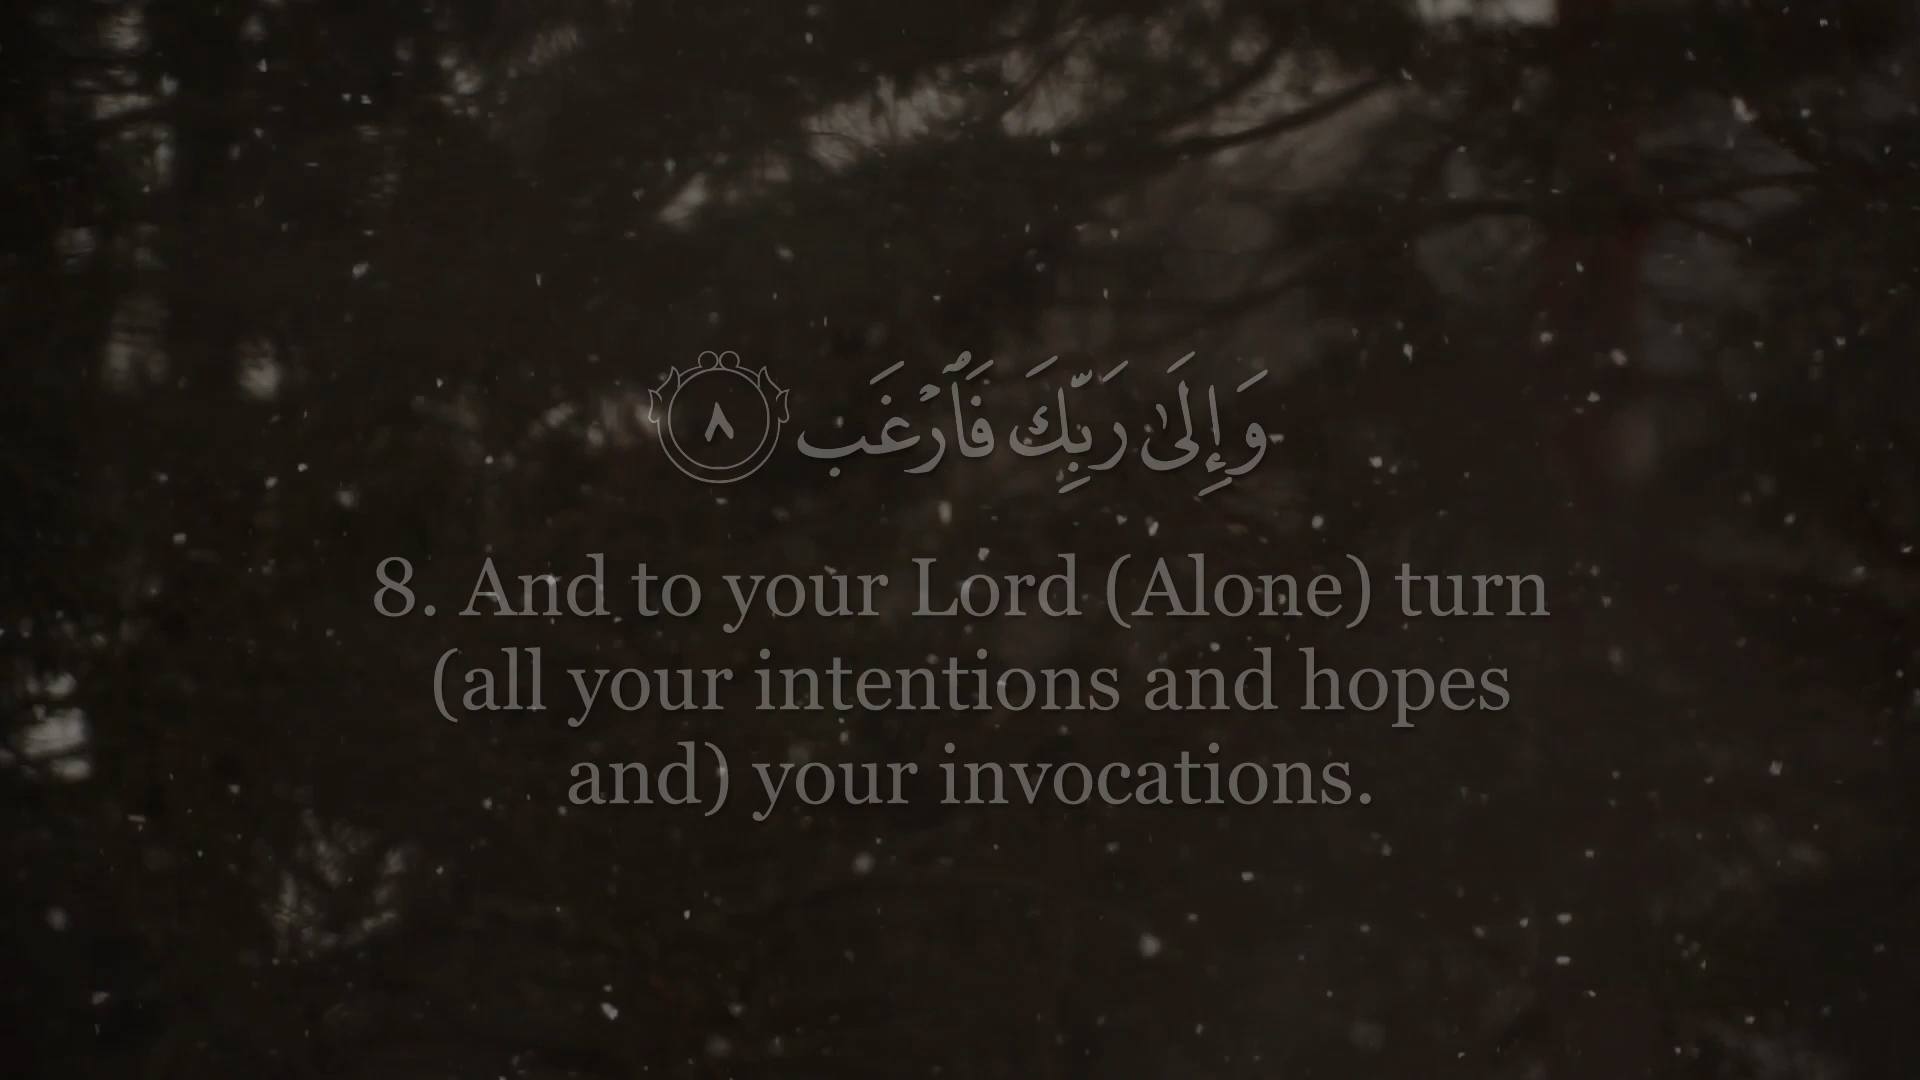 وَإِلَىٰ رَبِّكَ فَٱرْغَب ٨
8. And to your Lord (Alone) turn
(all your intentions and hopes
and) your invocations.